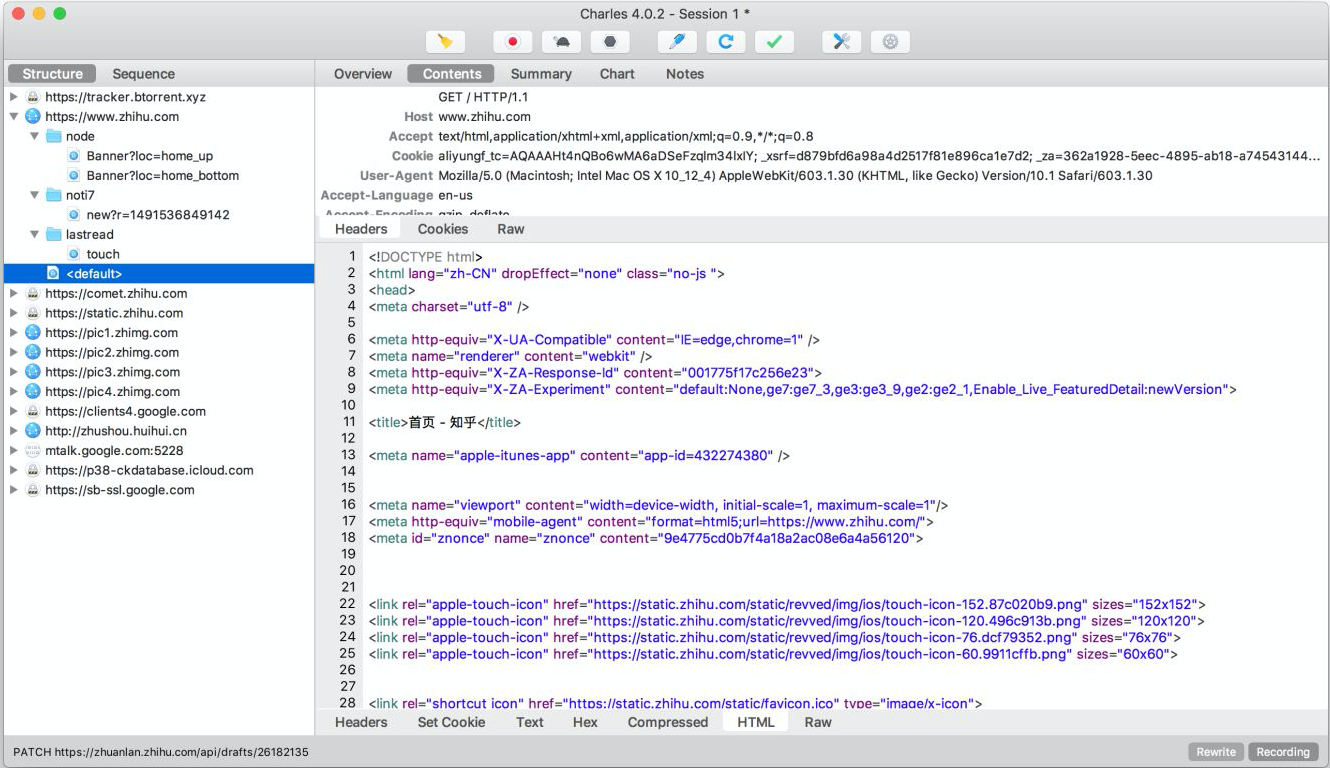 Charles 4.0.2 - Session 1 *
Structure Sequence
Overview Contents Summary Chart Notes
https://tracker.btorrent.xyz
https://www.zhihu.com
node
Banner?loc=home_up
Banner?loc=home_bottom
noti7
new?r=1491536849142
lastread
touch
<default>
https://comet.zhihu.com
https://static.zhihu.com
https://pic1.zhimg.com
https://pic2.zhimg.com
https://pic3.zhimg.com
https://pic4.zhimg.com
https://clients4.google.com
http://zhushou.huihui.cn
mtalk.google.com:5228
https://p38-ckdatabase.icloud.com
https://sb-ssl.google.com
GET / HTTP/1.1
Host www.zhihu.com
Accept text/html,application/xhtml+xml,application/xml;q=0.9,*/*;q=0.8
Cookie aliyungf_tc=AQAAAHt4nQBo6wMA6aDSeFzqlm34IxlY; _xsrf=d879bfd6a98a4d2517f81e896ca1e7d2; _za=362a1928-5eec-4895-ab18-a74543144...
User-Agent Mozilla/5.0 (Macintosh; Intel Mac OS X 10_12_4) AppleWebKit/603.1.30 (KHTML, like Gecko) Version/10.1 Safari/603.1.30
Accept-Language en-us
Accept-Encoding gzip, deflate
Headers Cookies Raw
1 <!DOCTYPE html>
2 <html lang="zh-CN" dropEffect="none" class="no-js ">
3 <head>
4 <meta charset="utf-8" />
5
6 <meta http-equiv="X-UA-Compatible" content="IE=edge,chrome=1" />
7 <meta name="renderer" content="webkit" />
8 <meta http-equiv="X-ZA-Response-Id" content="001775f17c256e23">
9 <meta http-equiv="X-ZA-Experiment" content="default:None,ge7:ge7_3,ge3:ge3_9,ge2:ge2_1,Enable_Live_FeaturedDetail:newVersion">
10
11 <title>首页 - 知乎</title>
12
13 <meta name="apple-itunes-app" content="app-id=432274380" />
14
15
16 <meta name="viewport" content="width=device-width, initial-scale=1, maximum-scale=1"/>
17 <meta http-equiv="mobile-agent" content="format=html5;url=https://www.zhihu.com/">
18 <meta id="znonce" name="znonce" content="9e4775cd0b7f4a18a2ac08e6a4a56120">
19
20
21
22 <link rel="apple-touch-icon" href="https://static.zhihu.com/static/revved/img/ios/touch-icon-152.87c020b9.png" sizes="152x152">
23 <link rel="apple-touch-icon" href="https://static.zhihu.com/static/revved/img/ios/touch-icon-120.496c913b.png" sizes="120x120">
24 <link rel="apple-touch-icon" href="https://static.zhihu.com/static/revved/img/ios/touch-icon-76.dcf79352.png" sizes="76x76">
25 <link rel="apple-touch-icon" href="https://static.zhihu.com/static/revved/img/ios/touch-icon-60.9911cffb.png" sizes="60x60">
26
27
28 <link rel="shortcut icon" href="https://static.zhihu.com/static/favicon.ico" type="image/x-icon">
Headers Set Cookie Text Hex Compressed HTML Raw
PATCH https://zhuanlan.zhihu.com/api/drafts/26182135
Rewrite Recording